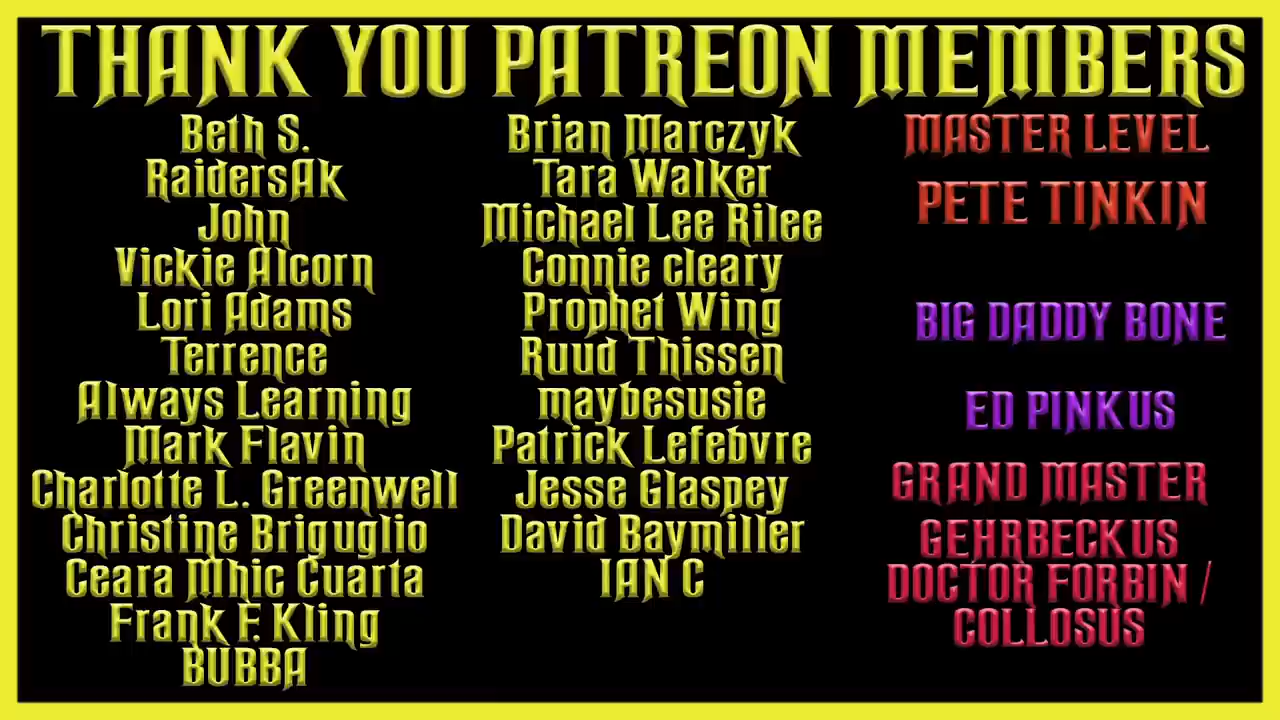 THANK YOU PATREON MEMBERS
Beth S.
RaidersAk
John
Vickie Alcorn
Lori Adams
Terrence
Always Learning
Mark Flavin
Charlotte L. Greenwell
Christine Briguglio
Ceara Mhic Cuarta
Frank F. Kling
BUBBA
Brian Marczyk
Tara Walker
Michael Lee Rilee
Connie cleary
Prophet Wing
Ruud Thissen
maybesusie
Patrick Lefebvre
Jesse Glaspey
David Baymiller
IAN C
MASTER LEVEL
PETE TINKIN
BIG DADDY BONE
ED PINKUS
GRAND MASTER
GEHRBECKUS
DOCTOR FORBIN /
COLLOSUS